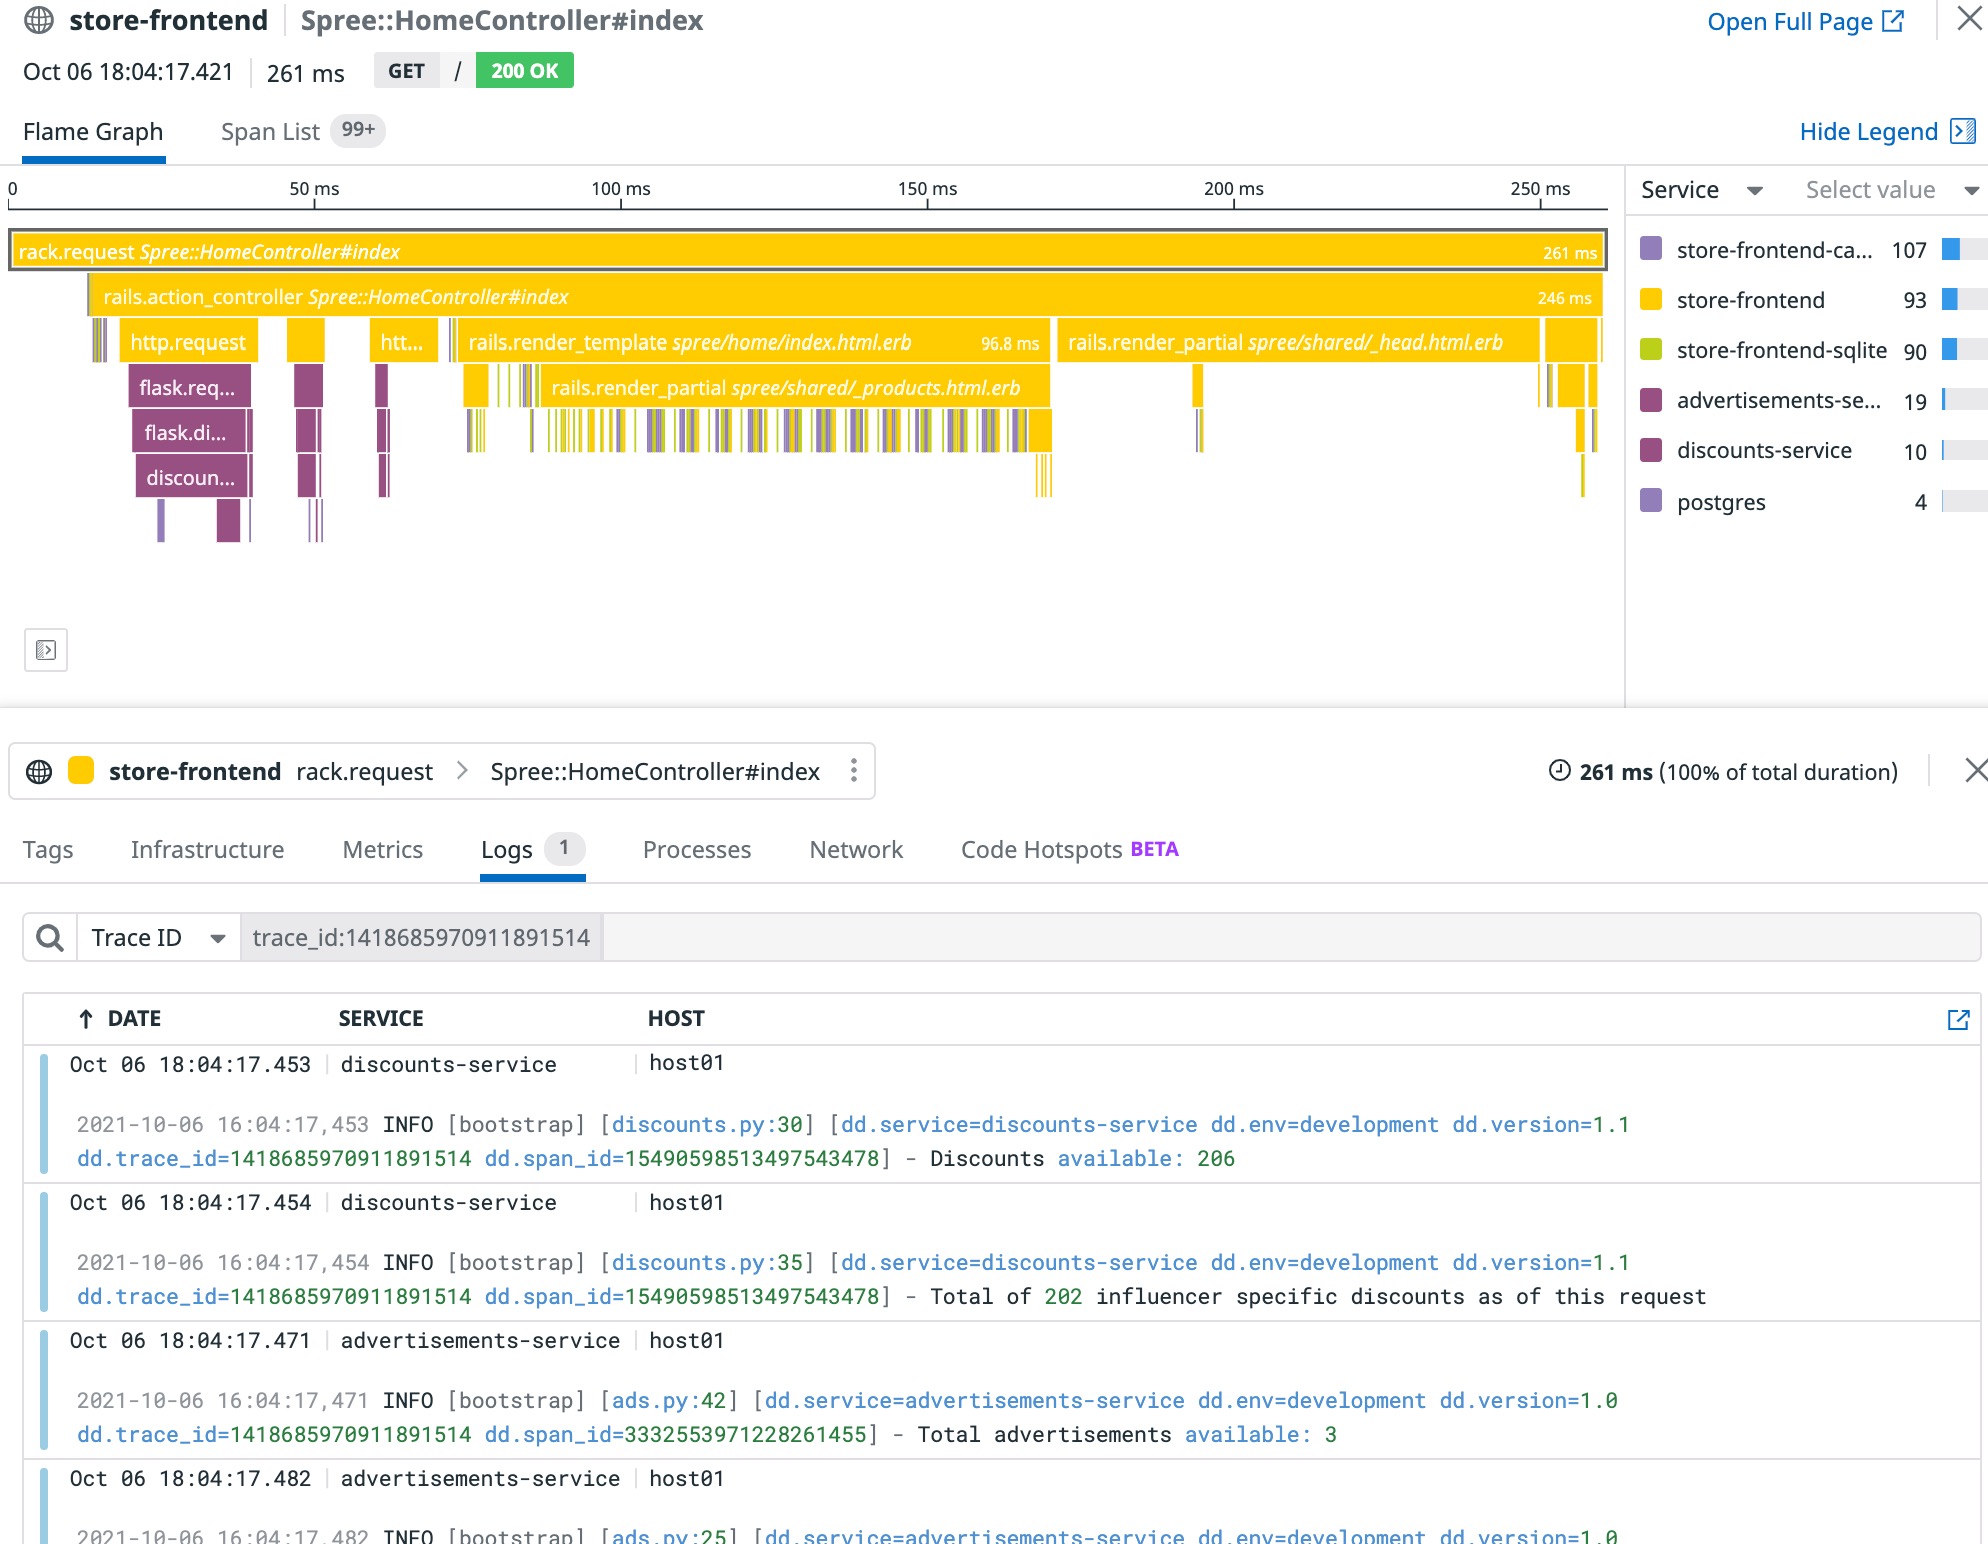 store-frontend Spree::HomeController#index Open Full Page
Oct 06 18:04:17.421 261 ms GET / 200 OK
Flame Graph Span List 99+ Hide Legend
0 50 ms 100 ms 150 ms 200 ms 250 ms
Service Select value
rack.request Spree::HomeController#index 261 ms
rails.action_controller Spree::HomeController#index 246 ms
http.request htt... rails.render_template spree/home/index.html.erb 96.8 ms rails.render_partial spree/shared/_head.html.erb
flask.req... rails.render_partial spree/shared/_products.html.erb
flask.di...
discoun...
store-frontend-ca... 107
store-frontend 93
store-frontend-sqlite 90
advertisements-se... 19
discounts-service 10
postgres 4
store-frontend rack.request Spree::HomeController#index 261 ms (100% of total duration)
Tags Infrastructure Metrics Logs 1 Processes Network Code Hotspots BETA
Trace ID trace_id:1418685970911891514
DATE SERVICE HOST
Oct 06 18:04:17.453 discounts-service host01
2021-10-06 16:04:17,453 INFO [bootstrap] [discounts.py:30] [dd.service=discounts-service dd.env=development dd.version=1.1
dd.trace_id=1418685970911891514 dd.span_id=15490598513497543478] - Discounts available: 206
Oct 06 18:04:17.454 discounts-service host01
2021-10-06 16:04:17,454 INFO [bootstrap] [discounts.py:35] [dd.service=discounts-service dd.env=development dd.version=1.1
dd.trace_id=1418685970911891514 dd.span_id=15490598513497543478] - Total of 202 influencer specific discounts as of this request
Oct 06 18:04:17.471 advertisements-service host01
2021-10-06 16:04:17,471 INFO [bootstrap] [ads.py:42] [dd.service=advertisements-service dd.env=development dd.version=1.0
dd.trace_id=1418685970911891514 dd.span_id=3332553971228261455] - Total advertisements available: 3
Oct 06 18:04:17.482 advertisements-service host01
2021-10-06 16:04:17,482 INFO [bootstrap] [ads.py:25] [dd.service=advertisements-service dd.env=development dd.version=1.0